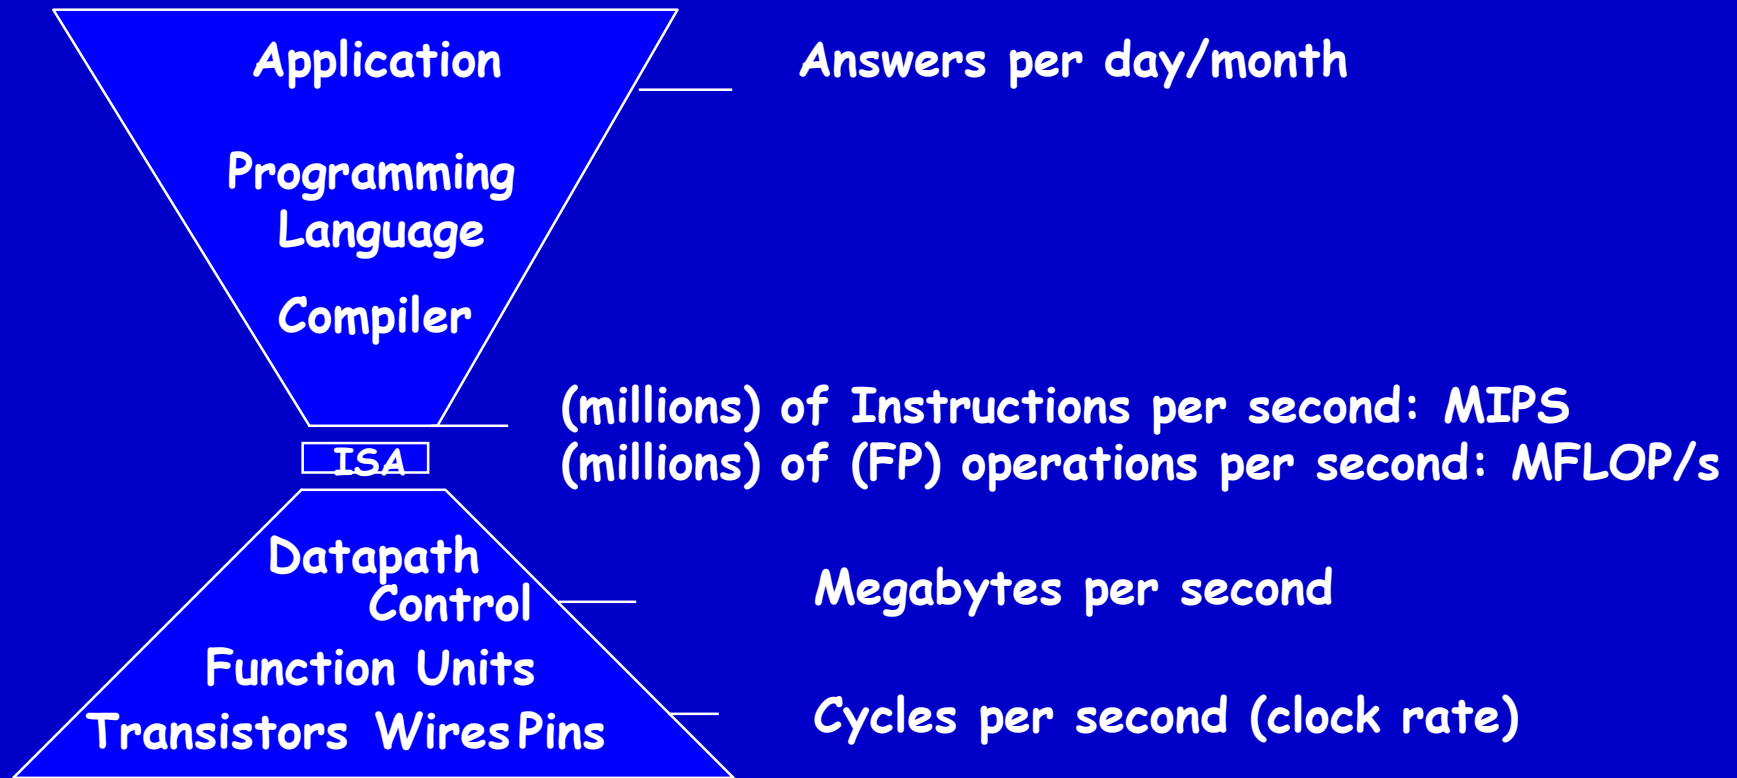 Application
Answers per day/month
Programming
Language
Compiler
(millions) of Instructions per second: MIPS
ISA
(millions) of (FP) operations per second: MFLOP/s
Datapath
Control
Megabytes per second
Function Units
Transistors Wires Pins
Cycles per second (clock rate)